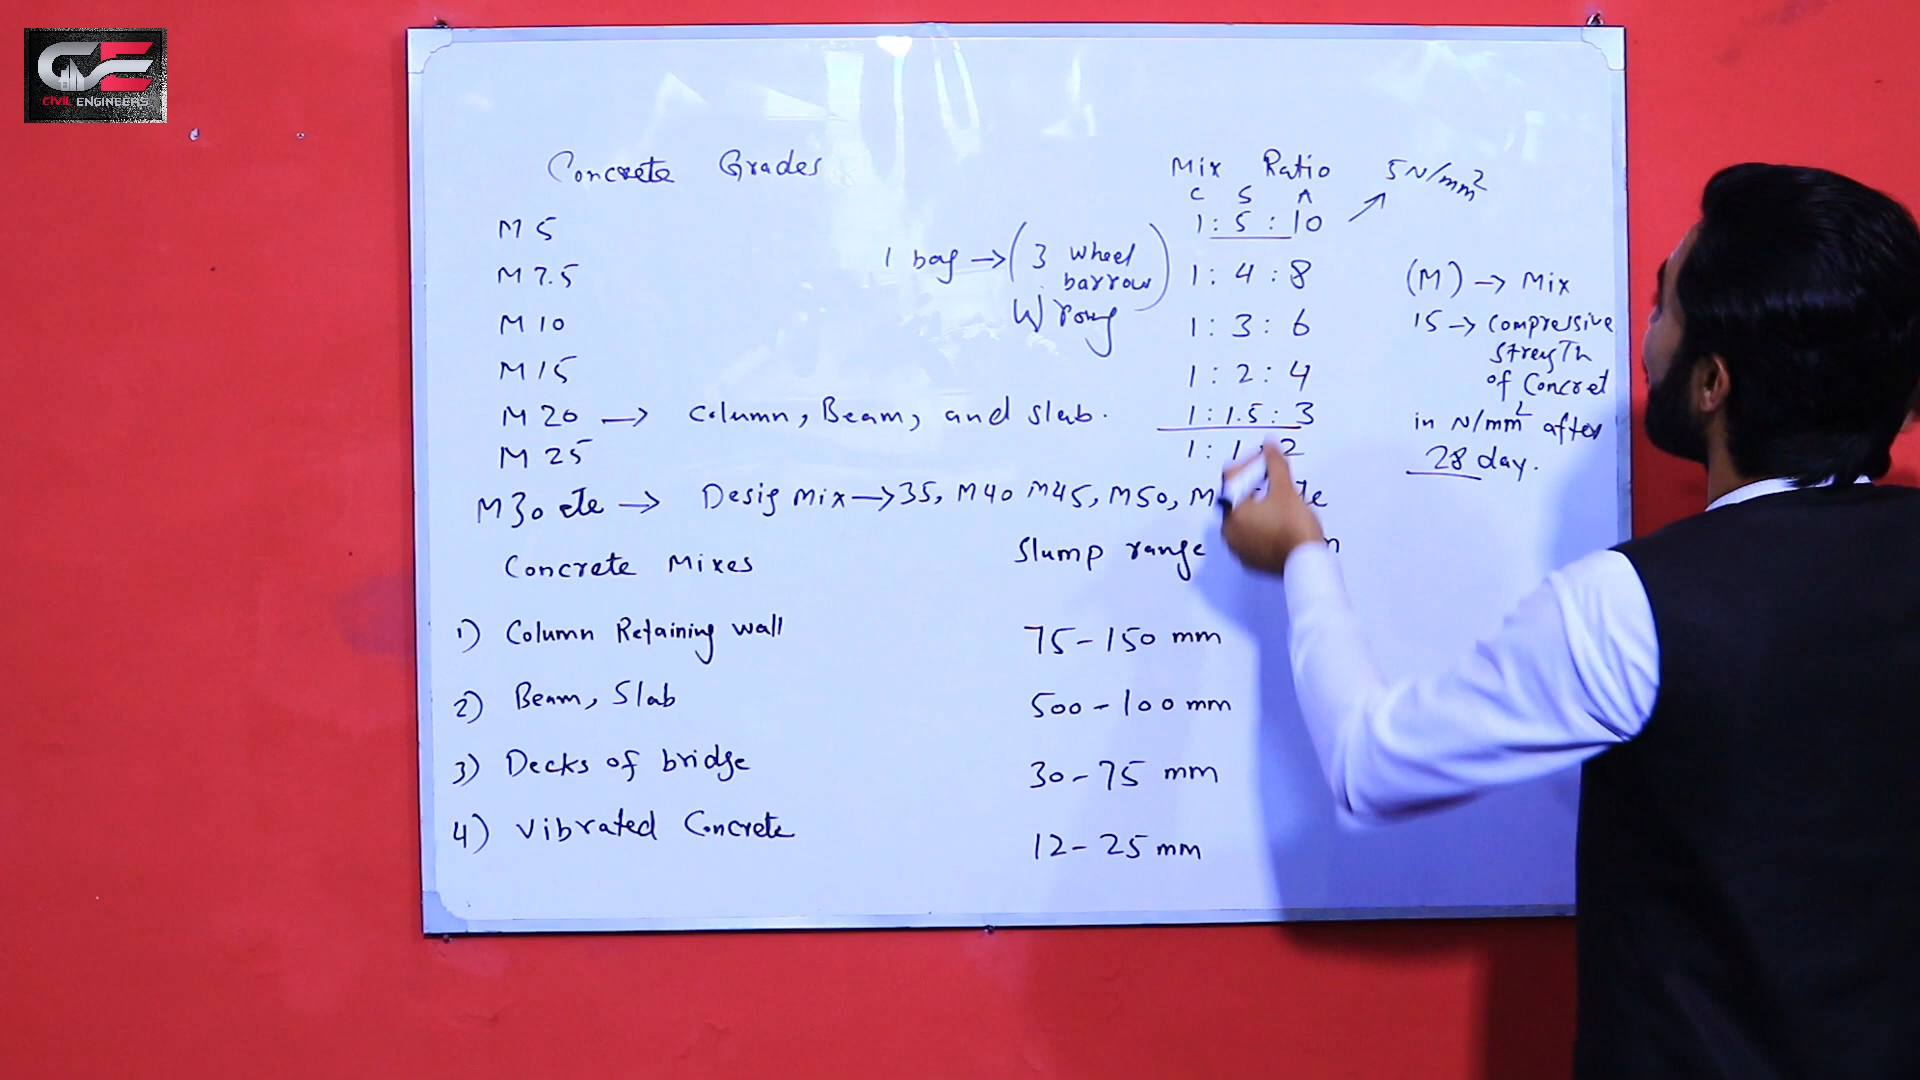 CE
CIVIL ENGINEERS
Concrete Grades
Mix Ratio
C S A
M 5
1 : 5 : 10
5 N/mm2
M 7.5
1 : 4 : 8
1 bag → ( 3 wheel
barrow )
Wrong
M 10
1 : 3 : 6
M 15
1 : 2 : 4
M 20 → Column, Beam, and Slab.
1 : 1.5 : 3
M 25
1 : 1 : 2
(M) → Mix
15 → Compressive
Strength
of Concret
in N/mm2 after
28 day.
M30 etc → Desig Mix → 35, M40 M45, M50,
Concrete Mixes
Slump range
1) Column Retaining wall
75-150 mm
2) Beam, Slab
500-100 mm
3) Decks of bridge
30-75 mm
4) Vibrated Concrete
12-25 mm